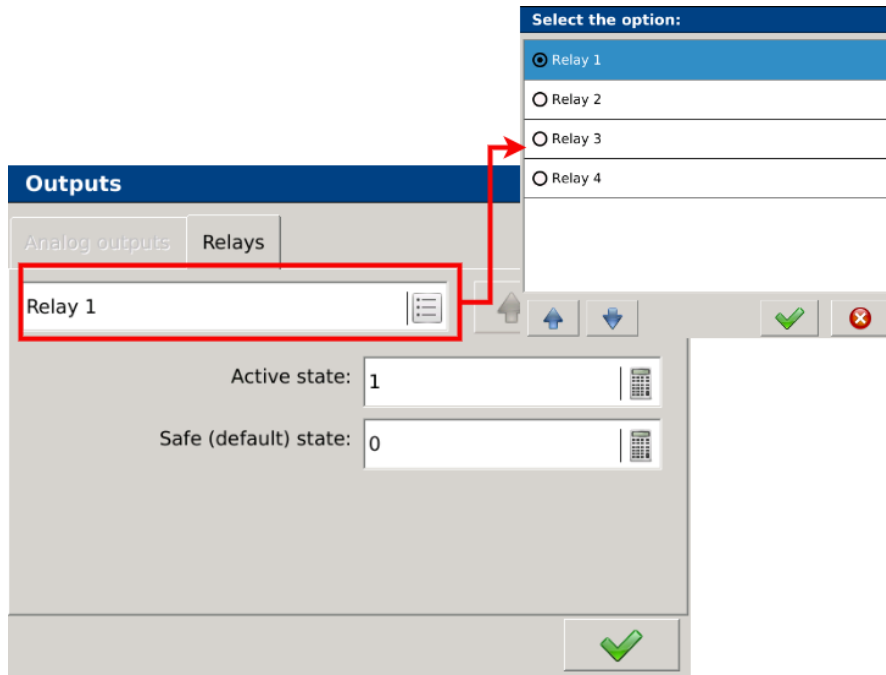 Select the option:
Relay 1
Relay 2
Relay 3
Relay 4
Outputs
Analog outputs
Relays
Relay 1
Active state:
1
Safe (default) state:
0